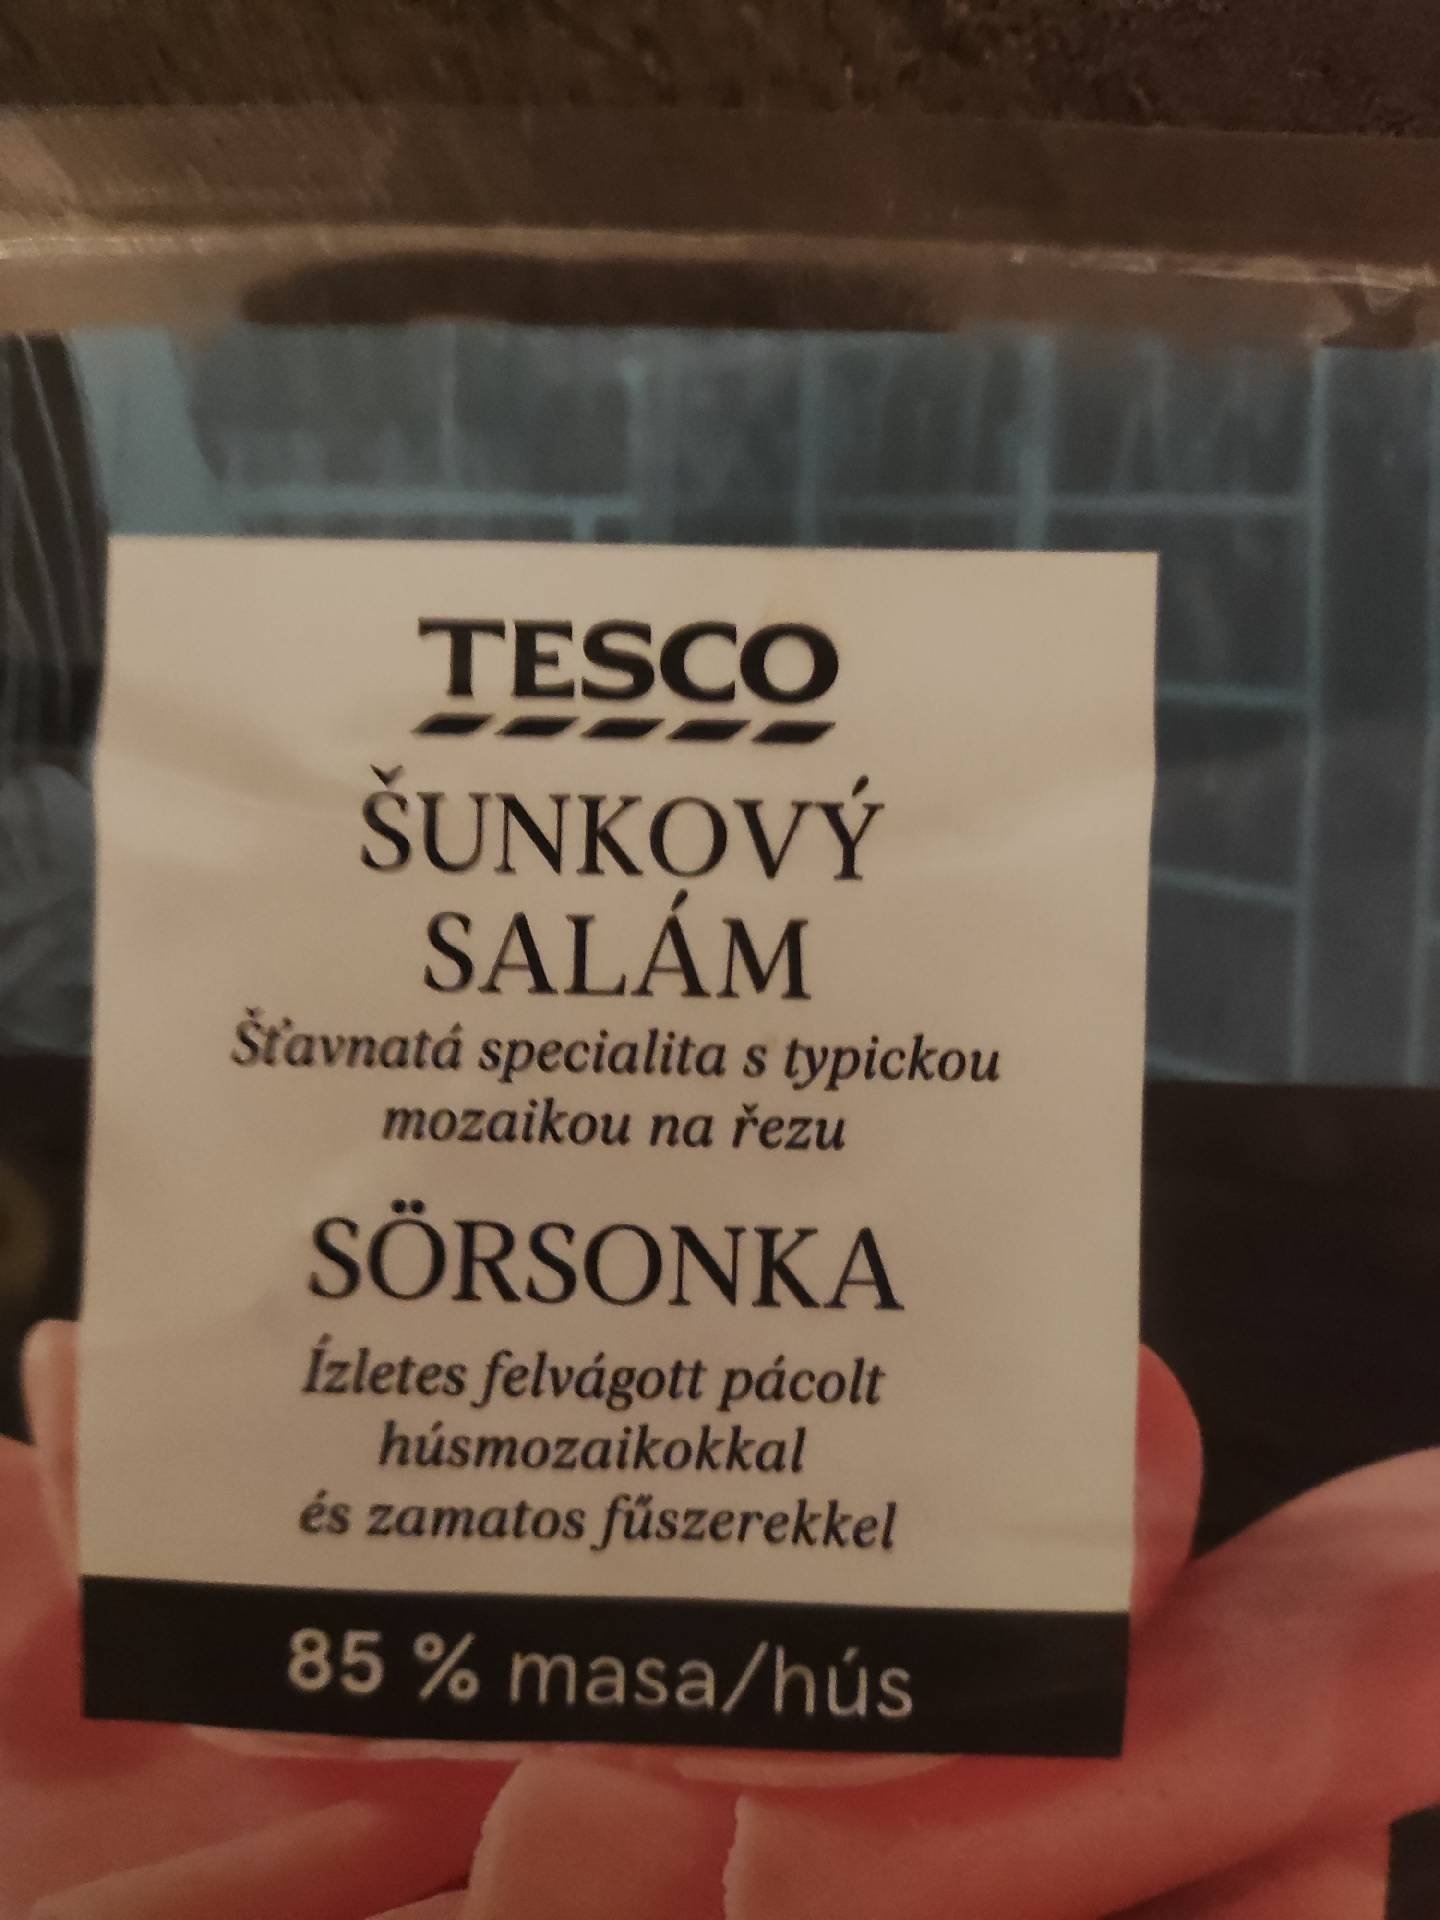 TESCO
ŠUNKOVÝ
SALÁM
Šťavnatá specialita s typickou
mozaikou na řezu
SÖRSONKA
Ízletes felvágott pácolt
húsmozaikokkal
és zamatos fűszerekkel
85 % masa/hús